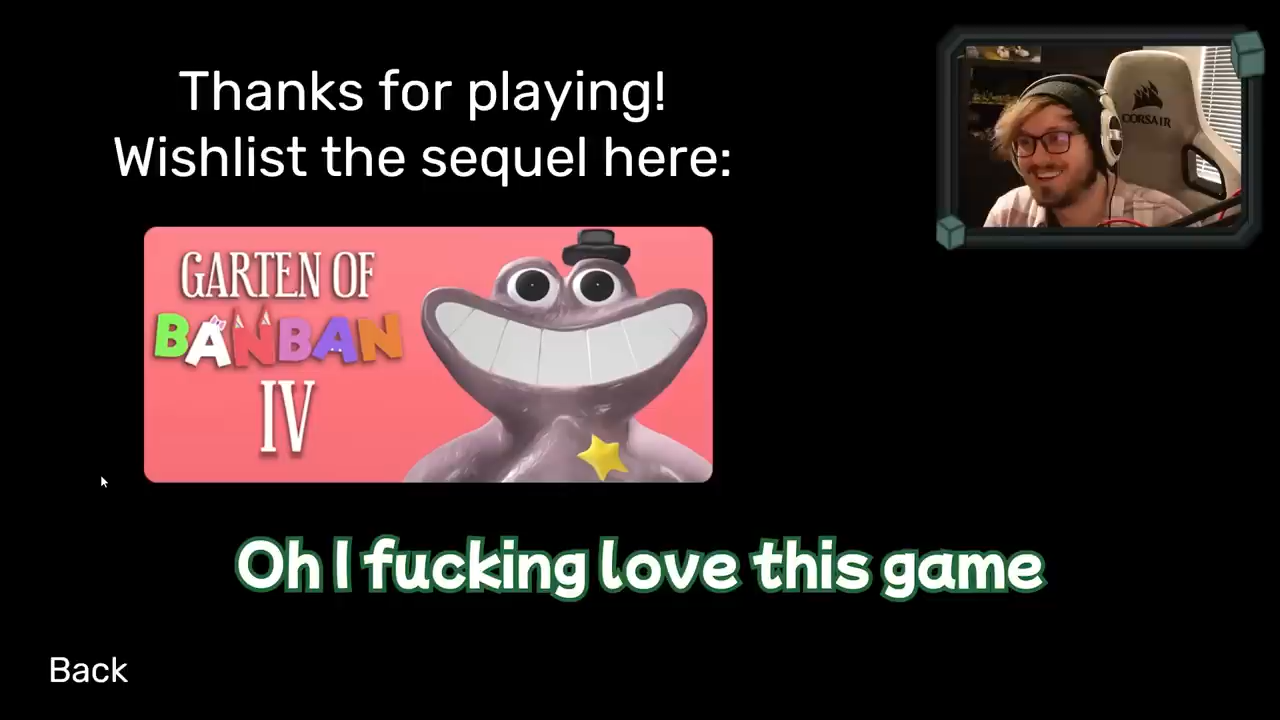 Thanks for playing!
Wishlist the sequel here:
CORSAIR
GARTEN OF
BANBAN
IV
Oh I fucking love this game
Back